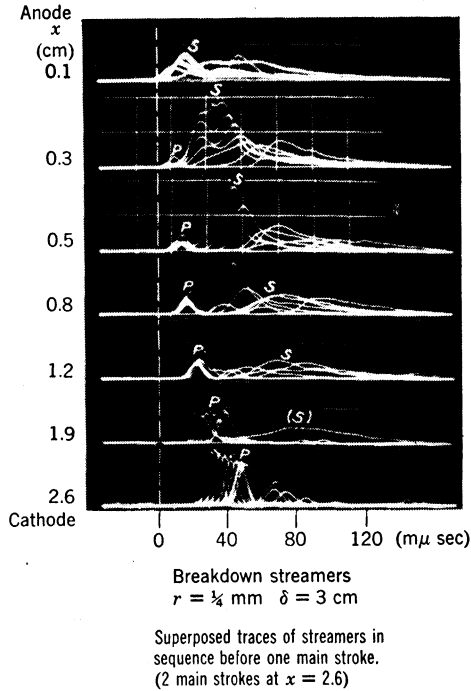 Anode
x
(cm)
0.1
S
S
0.3
P
S
0.5
P
0.8
P
S
1.2
P
S
1.9
P
(S)
P
2.6
Cathode
0 40 80 120 (mμ sec)
Breakdown streamers
r = ¼ mm δ = 3 cm
Superposed traces of streamers in
sequence before one main stroke.
(2 main strokes at x = 2.6)